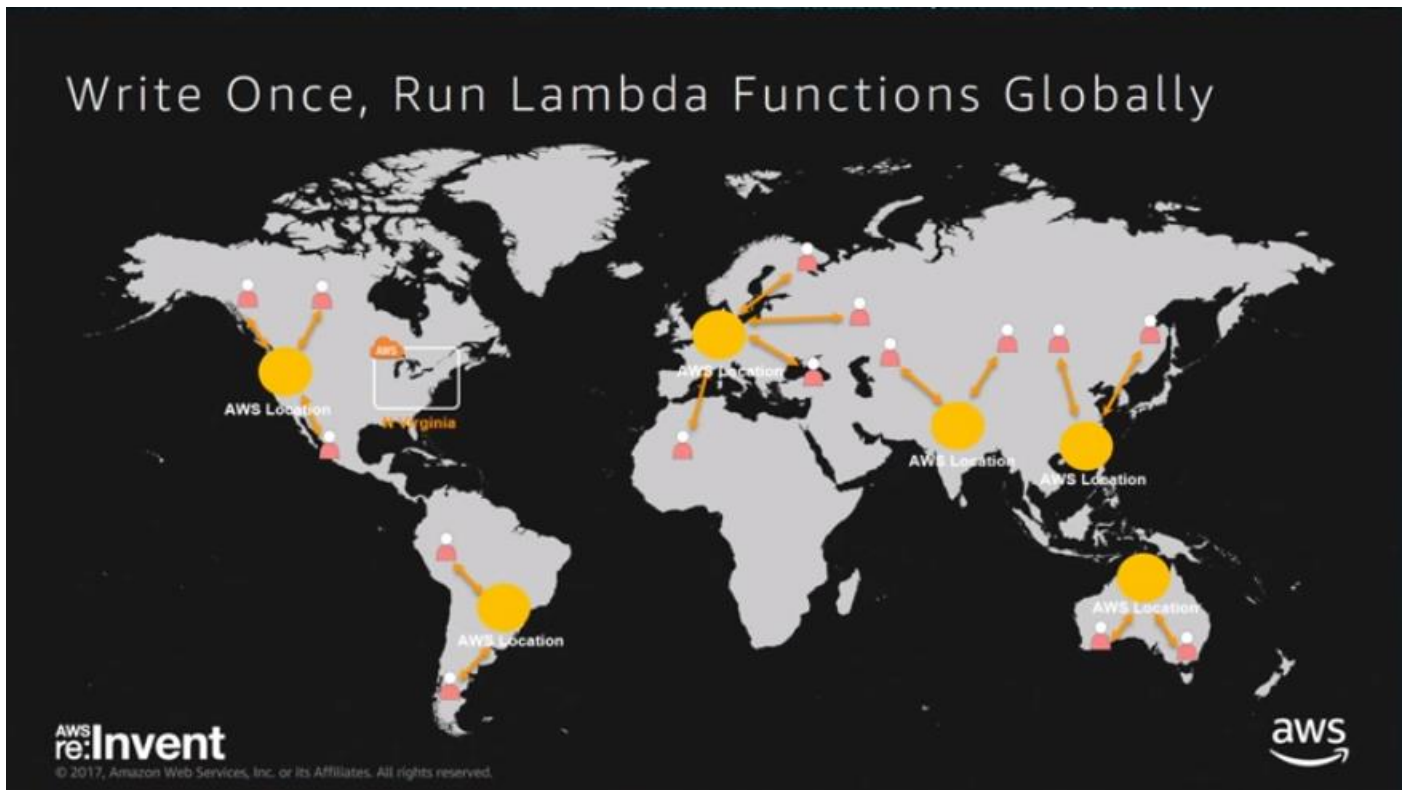 Write Once, Run Lambda Functions Globally
AWS
AWS Location
AWS Location
N Virginia
AWS Location
AWS Location
AWS Location
AWS Location
AWS
re:Invent
© 2017, Amazon Web Services, Inc. or its Affiliates. All rights reserved.
aws